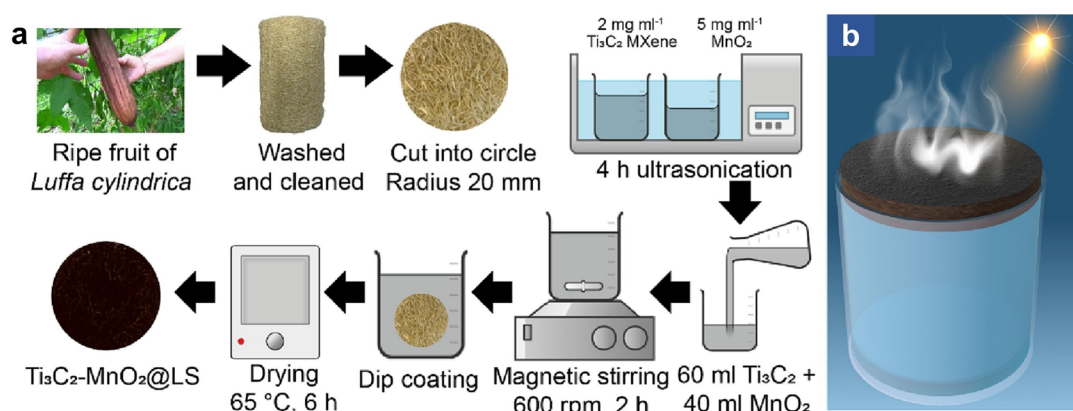 a
Ripe fruit of
Luffa cylindrica
Washed
and cleaned
Cut into circle
Radius 20 mm
2 mg ml⁻¹
Ti₃C₂ MXene
5 mg ml⁻¹
MnO₂
4 h ultrasonication
Ti₃C₂-MnO₂@LS
Drying
65 °C, 6 h
Dip coating
Magnetic stirring
600 rpm, 2 h
60 ml Ti₃C₂ +
40 ml MnO₂
b